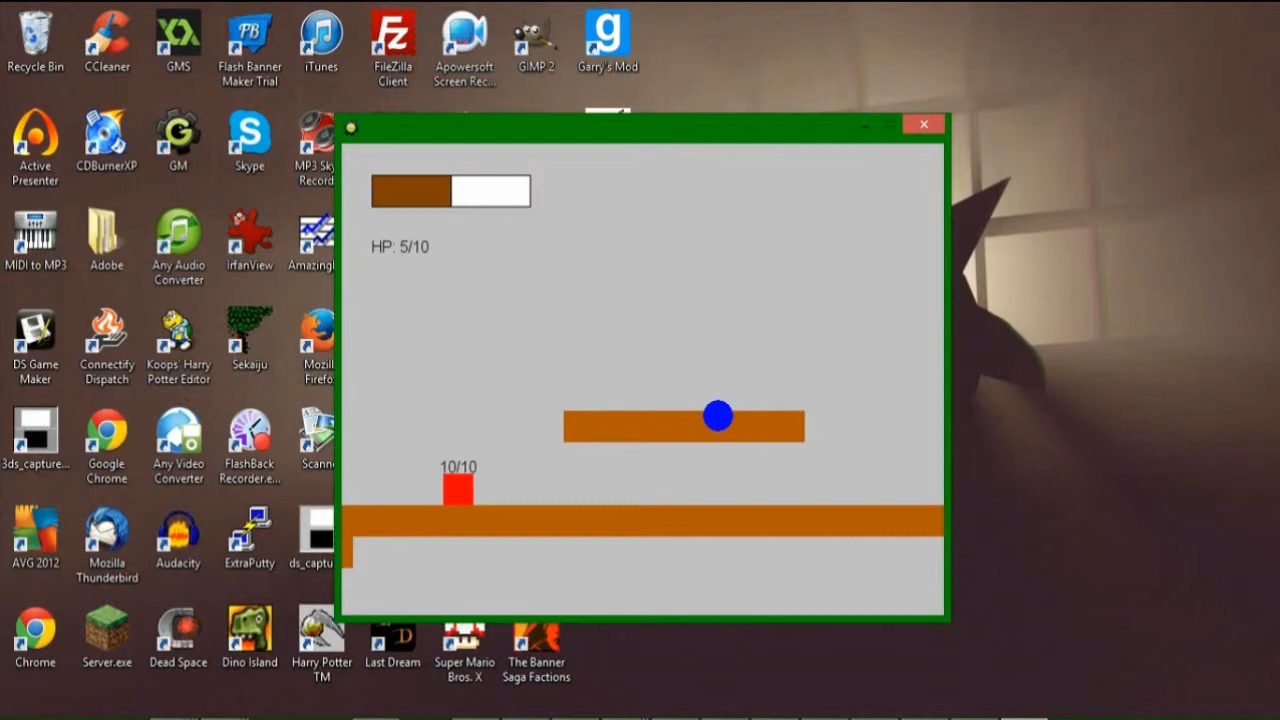 Recycle Bin
CCleaner
GMS
Flash Banner
Maker Trial
iTunes
FileZilla
Client
Apowersoft
Screen Rec...
GIMP 2
Garry's Mod
Active
Presenter
CDBurnerXP
GM
Skype
MP3 Sk
Record
MIDI to MP3
Adobe
Any Audio
Converter
IrfanView
Amazing
DS Game
Maker
Connectify
Dispatch
Koops' Harry
Potter Editor
Sekaiju
Mozil
Firefo
3ds_capture...
Google
Chrome
Any Video
Converter
FlashBack
Recorder.e...
Scann
AVG 2012
Mozilla
Thunderbird
Audacity
ExtraPutty
ds_captu
Chrome
Server.exe
Dead Space
Dino Island
Harry Potter
TM
Last Dream
Super Mario
Bros. X
The Banner
Saga Factions
HP: 5/10
10/10